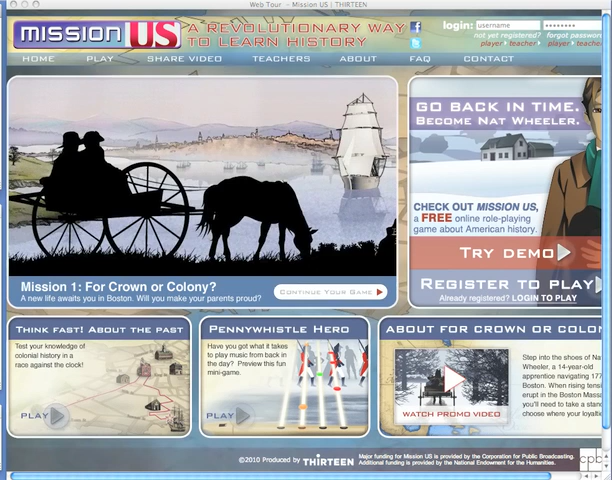 Web Tour - Mission US | THIRTEEN
mission US
A REVOLUTIONARY WAY
TO LEARN HISTORY
login: username
not yet registered? forgot password
player teacher player teacher
HOME PLAY SHARE VIDEO TEACHERS ABOUT FAQ CONTACT
GO BACK IN TIME.
BECOME NAT WHEELER.
CHECK OUT MISSION US,
a FREE online role-playing
game about American history.
TRY DEMO
REGISTER TO PLAY
Already registered? LOGIN TO PLAY
Mission 1: For Crown or Colony?
A new life awaits you in Boston. Will you make your parents proud?
CONTINUE YOUR GAME
THINK FAST! ABOUT THE PAST
Test your knowledge of
colonial history in a
race against the clock!
PLAY
PENNYWHISTLE HERO
Have you got what it takes
to play music from back in
the day? Preview this fun
mini-game.
PLAY
ABOUT FOR CROWN OR COLON
WATCH PROMO VIDEO
Step into the shoes of Na
Wheeler, a 14-year-old
apprentice navigating 177
Boston. When rising tensi
erupt in the Boston Massa
you'll need to take a stand
choose where your loyaltie
©2010 Produced by THIRTEEN
Major funding for Mission US is provided by the Corporation for Public Broadcasting.
Additional funding is provided by the National Endowment for the Humanities.
cpb